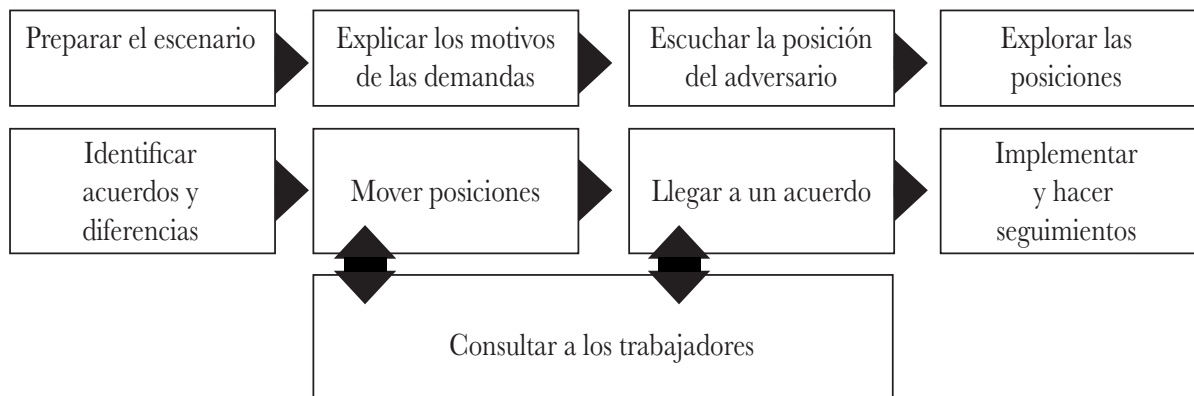 Preparar el escenario
Explicar los motivos
de las demandas
Escuchar la posición
del adversario
Explorar las
posiciones
Identificar
acuerdos y
diferencias
Mover posiciones
Llegar a un acuerdo
Implementar
y hacer
seguimientos
Consultar a los trabajadores